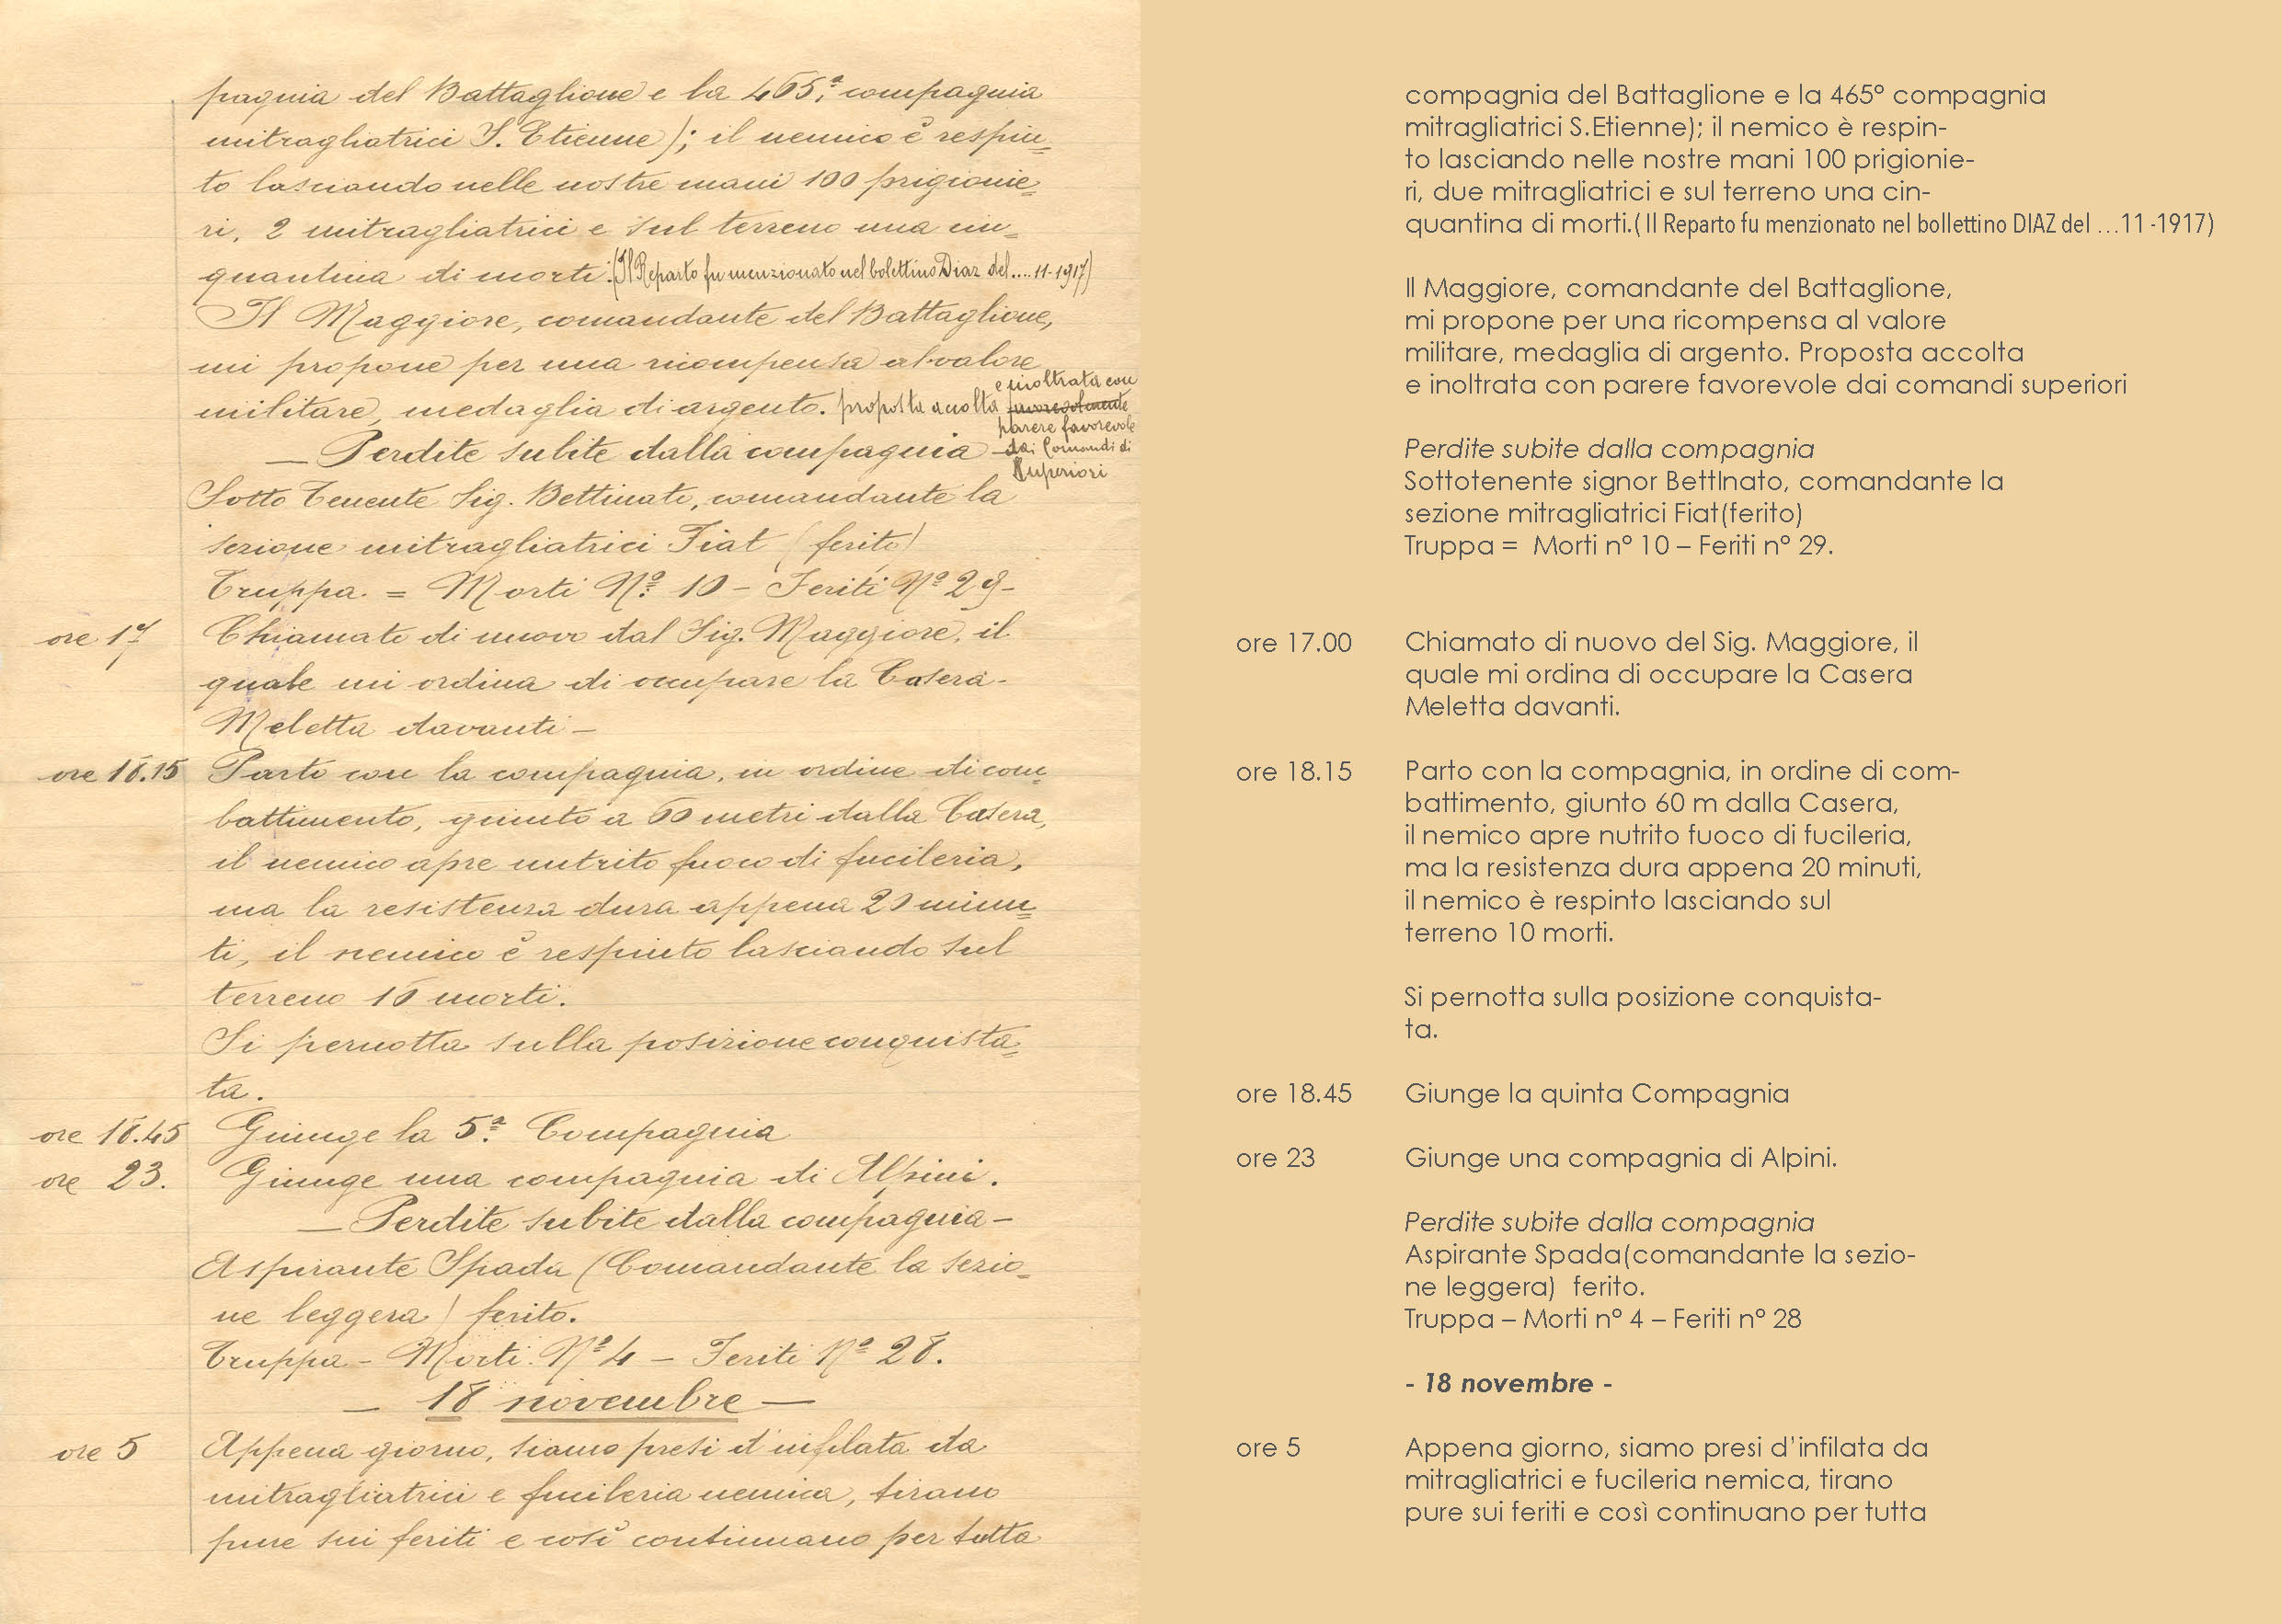 pagnia del Battaglione e la 465ª compagnia
mitragliatrici S. Etienne); il nemico è respin=
to lasciando nelle nostre mani 100 prigionie=
ri, 2 mitragliatrici e sul terreno una cin=
quantina di morti. (Il Reparto fu menzionato nel bolettino Diaz del .... 11-1917)
Il Maggiore, comandante del Battaglione,
mi propone per una ricompensa al valore
militare, medaglia di argento. proposta accolta favorevolmente
e inoltrata con
parere favorevole
dai Comandi di
Superiori
— Perdite subite dalla compagnia —
Sotto Tenente Sig. Bettinati, comandante la
sezione mitragliatrici Fiat (ferito)
Truppa. = Morti Nº 10 - Feriti Nº 29 -
ore 17 Chiamato di nuovo dal Sig. Maggiore, il
quale mi ordina di occupare la Casera -
Meletta davanti -
ore 18.15 Parto con la compagnia, in ordine di com=
battimento, giunto a 60 metri dalla Casera,
il nemico apre nutrito fuoco di fucileria,
ma la resistenza dura appena 20 minu=
ti, il nemico è respinto lasciando sul
terreno 16 morti.
Si pernotta sulla posizione conquista=
ta.
ore 18.45 Giunge la 5ª Compagnia
ore 23. Giunge una compagnia di Alpini.
— Perdite subite dalla compagnia —
Aspirante Spada (Comandante la sezio=
ne leggera) ferito.
Truppa - Morti Nº 4 - Feriti Nº 28.
— 18 novembre —
ore 5 Appena giorno, siamo presi d'infilata da
mitragliatrici e fucileria nemica, tirano
pure sui feriti e così continuano per tutta
compagnia del Battaglione e la 465° compagnia
mitragliatrici S.Etienne); il nemico è respin-
to lasciando nelle nostre mani 100 prigionie-
ri, due mitragliatrici e sul terreno una cin-
quantina di morti.( Il Reparto fu menzionato nel bollettino DIAZ del …11 -1917)
Il Maggiore, comandante del Battaglione,
mi propone per una ricompensa al valore
militare, medaglia di argento. Proposta accolta
e inoltrata con parere favorevole dai comandi superiori
Perdite subite dalla compagnia
Sottotenente signor BettInato, comandante la
sezione mitragliatrici Fiat(ferito)
Truppa = Morti n° 10 – Feriti n° 29.
ore 17.00 Chiamato di nuovo del Sig. Maggiore, il
quale mi ordina di occupare la Casera
Meletta davanti.
ore 18.15 Parto con la compagnia, in ordine di com-
battimento, giunto 60 m dalla Casera,
il nemico apre nutrito fuoco di fucileria,
ma la resistenza dura appena 20 minuti,
il nemico è respinto lasciando sul
terreno 10 morti.
Si pernotta sulla posizione conquista-
ta.
ore 18.45 Giunge la quinta Compagnia
ore 23 Giunge una compagnia di Alpini.
Perdite subite dalla compagnia
Aspirante Spada(comandante la sezio-
ne leggera) ferito.
Truppa – Morti n° 4 – Feriti n° 28
- 18 novembre -
ore 5 Appena giorno, siamo presi d’infilata da
mitragliatrici e fucileria nemica, tirano
pure sui feriti e così continuano per tutta